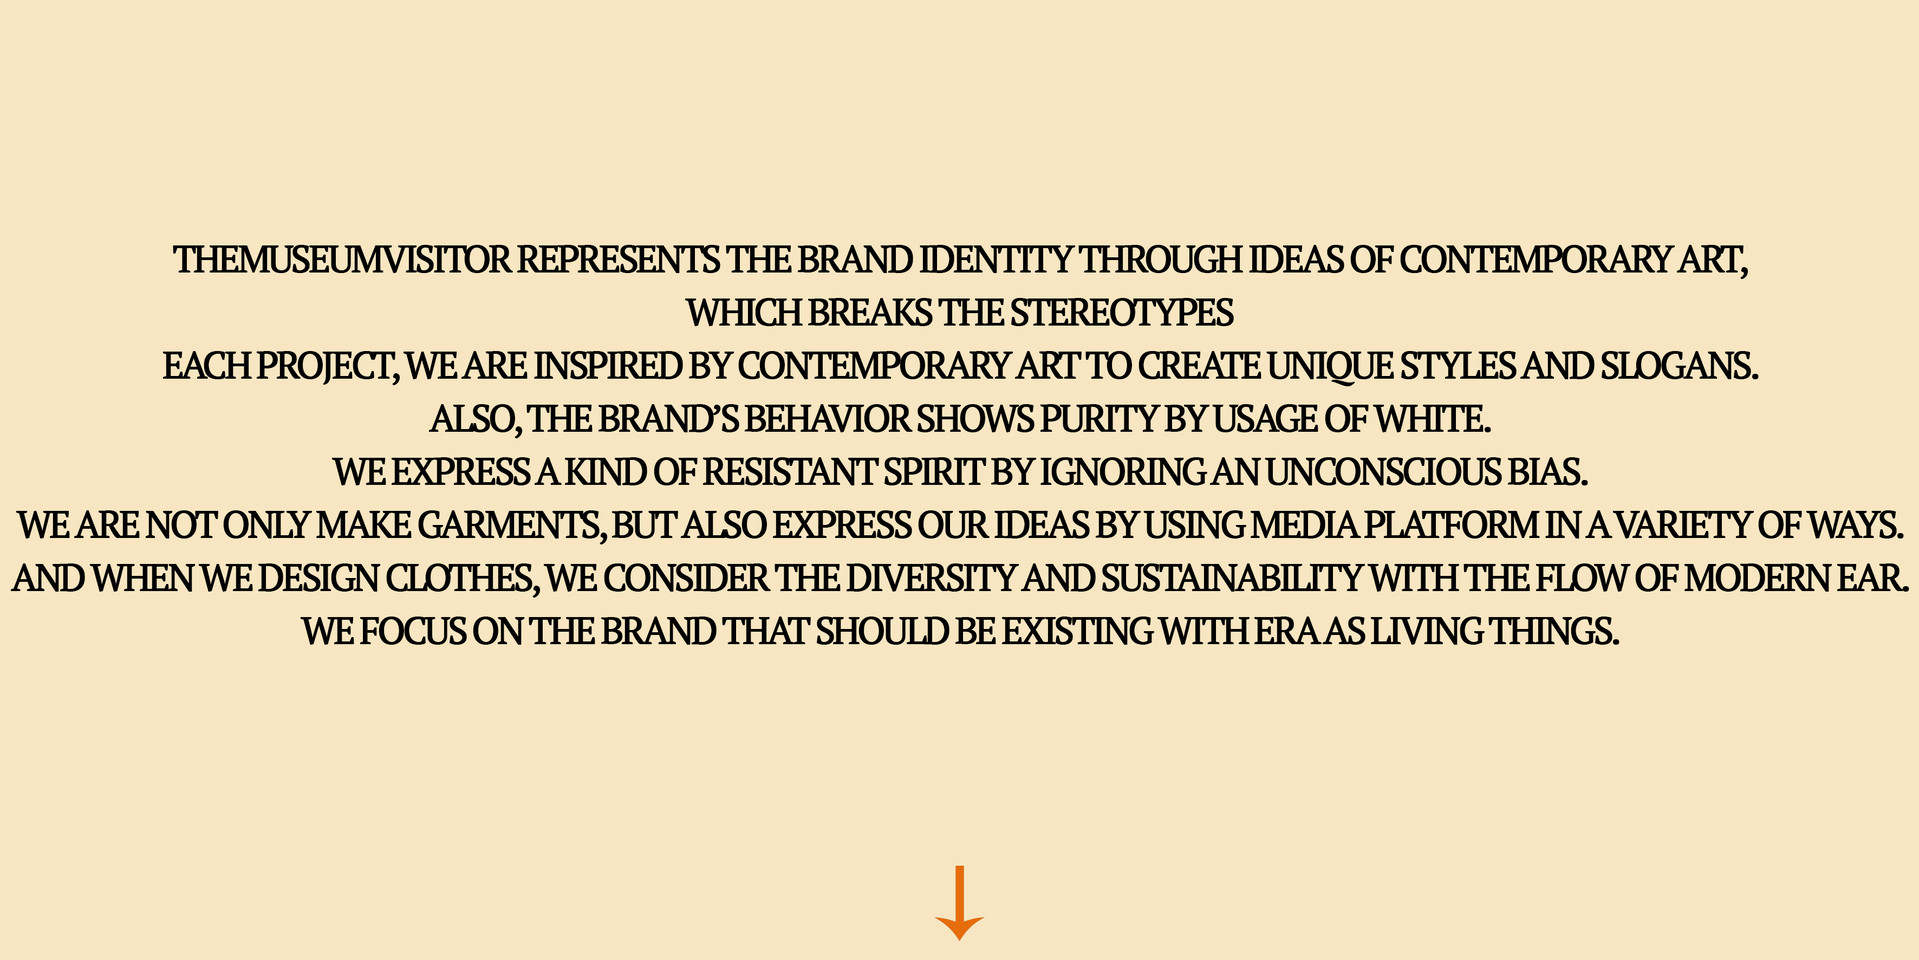 THEMUSEUMVISITOR REPRESENTS THE BRAND IDENTITY THROUGH IDEAS OF CONTEMPORARY ART,
WHICH BREAKS THE STEREOTYPES
EACH PROJECT, WE ARE INSPIRED BY CONTEMPORARY ART TO CREATE UNIQUE STYLES AND SLOGANS.
ALSO, THE BRAND’S BEHAVIOR SHOWS PURITY BY USAGE OF WHITE.
WE EXPRESS A KIND OF RESISTANT SPIRIT BY IGNORING AN UNCONSCIOUS BIAS.
WE ARE NOT ONLY MAKE GARMENTS, BUT ALSO EXPRESS OUR IDEAS BY USING MEDIA PLATFORM IN A VARIETY OF WAYS.
AND WHEN WE DESIGN CLOTHES, WE CONSIDER THE DIVERSITY AND SUSTAINABILITY WITH THE FLOW OF MODERN EAR.
WE FOCUS ON THE BRAND THAT SHOULD BE EXISTING WITH ERA AS LIVING THINGS.